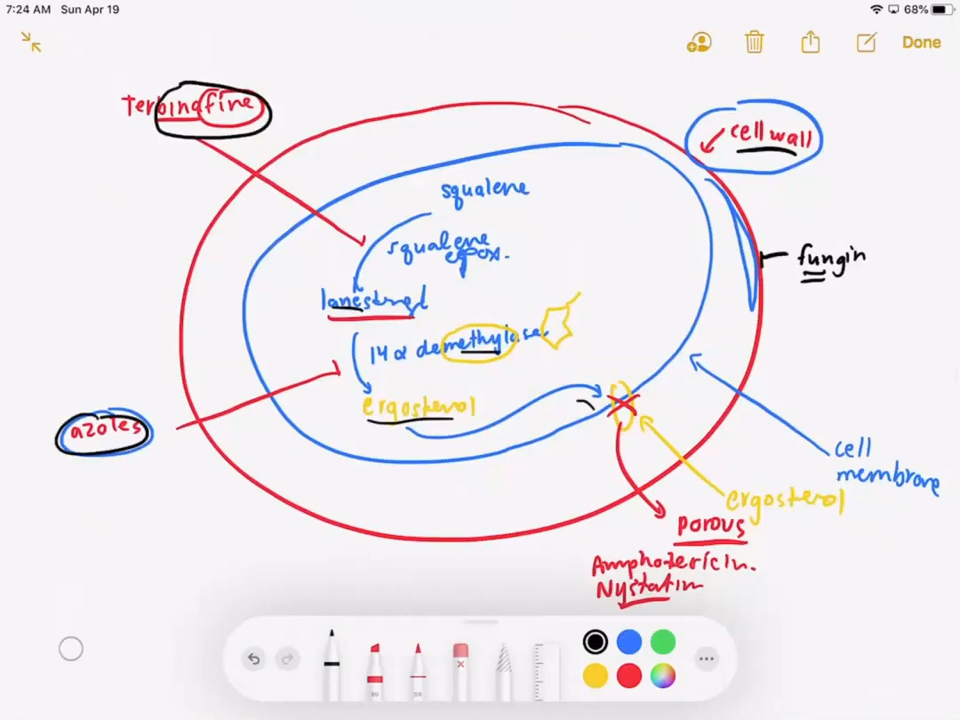 7:24 AM Sun Apr 19
68%
Done
Terbinafine
cell wall
squalene
squalene
epox.
fungin
lanesterol
14 α demethylase
ergosterol
azoles
cell
membrane
ergosterol
porous
Amphotericin.
Nystatin